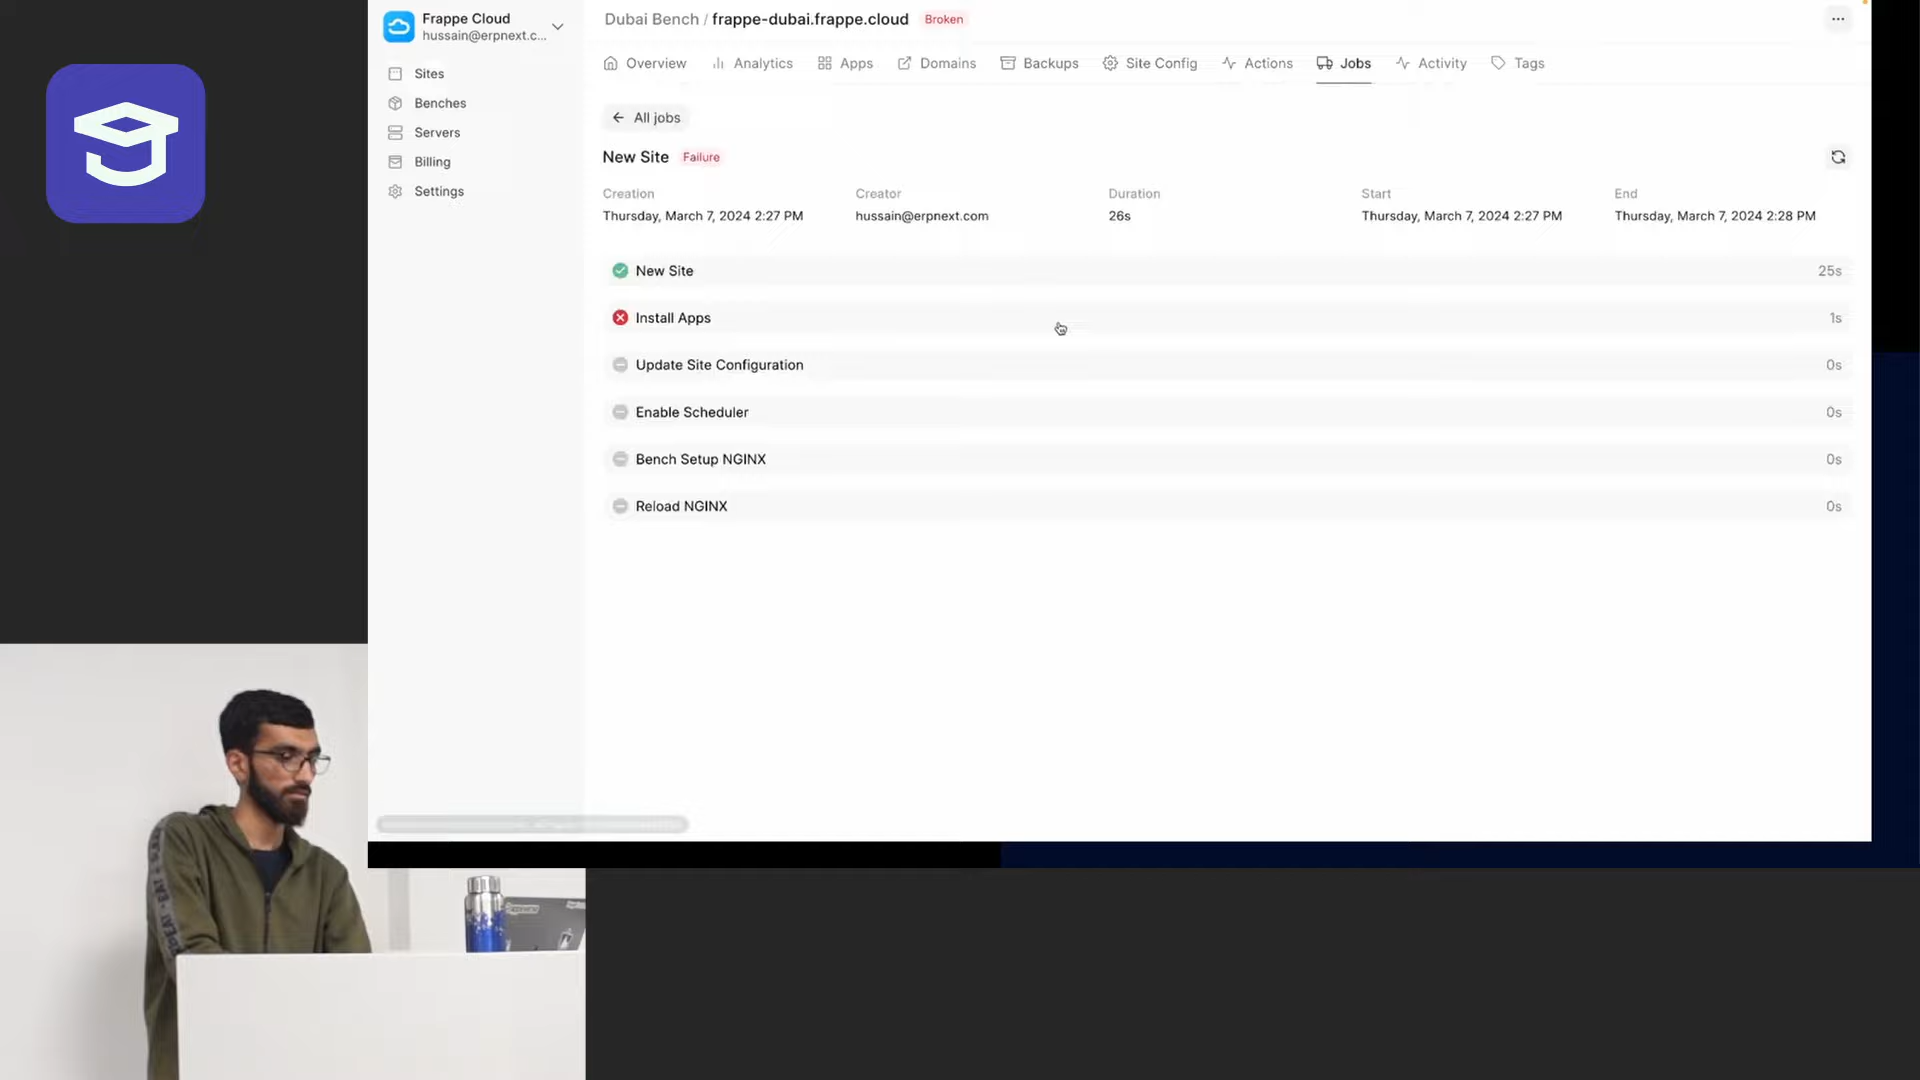 Frappe Cloud
hussain@erpnext.c...
Sites
Benches
Servers
Billing
Settings
Dubai Bench / frappe-dubai.frappe.cloud Broken
Overview Analytics Apps Domains Backups Site Config Actions Jobs Activity Tags
All jobs
New Site Failure
Creation Creator Duration Start End
Thursday, March 7, 2024 2:27 PM hussain@erpnext.com 26s Thursday, March 7, 2024 2:27 PM Thursday, March 7, 2024 2:28 PM
New Site 25s
Install Apps 1s
Update Site Configuration 0s
Enable Scheduler 0s
Bench Setup NGINX 0s
Reload NGINX 0s